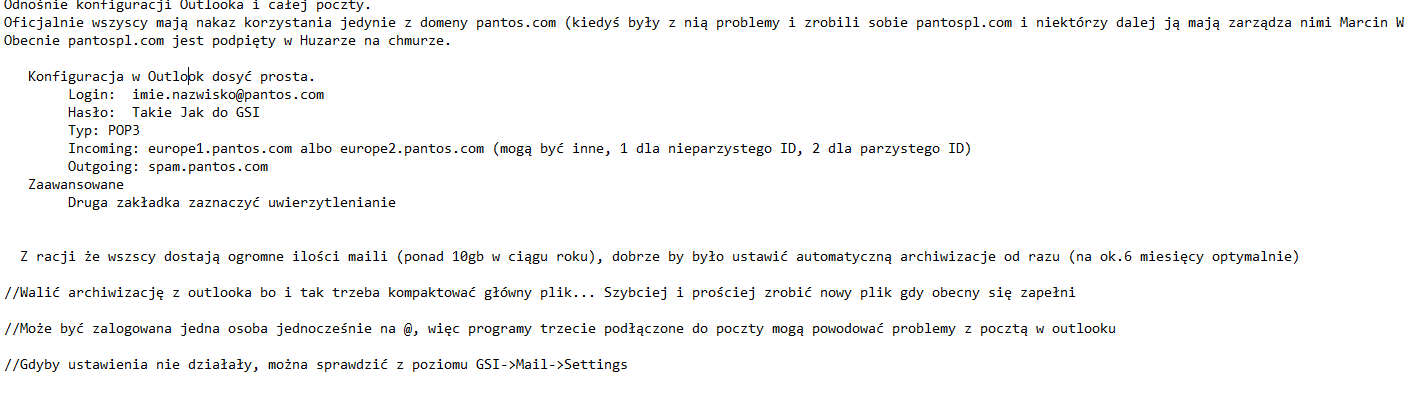 Odnośnie konfiguracji Outlooka i całej poczty.
Oficjalnie wszyscy mają nakaz korzystania jedynie z domeny pantos.com (kiedyś były z nią problemy i zrobili sobie pantospl.com i niektórzy dalej ją mają zarządza nimi Marcin W
Obecnie pantospl.com jest podpięty w Huzarze na chmurze.
Konfiguracja w Outlook dosyć prosta.
Login: imie.nazwisko@pantos.com
Hasło: Takie Jak do GSI
Typ: POP3
Incoming: europe1.pantos.com albo europe2.pantos.com (mogą być inne, 1 dla nieparzystego ID, 2 dla parzystego ID)
Outgoing: spam.pantos.com
Zaawansowane
Druga zakładka zaznaczyć uwierzytlenianie
Z racji że wszscy dostają ogromne ilości maili (ponad 10gb w ciągu roku), dobrze by było ustawić automatyczną archiwizacje od razu (na ok.6 miesięcy optymalnie)
//Walić archiwizację z outlooka bo i tak trzeba kompaktować główny plik... Szybciej i prościej zrobić nowy plik gdy obecny się zapełni
//Może być zalogowana jedna osoba jednocześnie na @, więc programy trzecie podłączone do poczty mogą powodować problemy z pocztą w outlooku
//Gdyby ustawienia nie działały, można sprawdzić z poziomu GSI->Mail->Settings